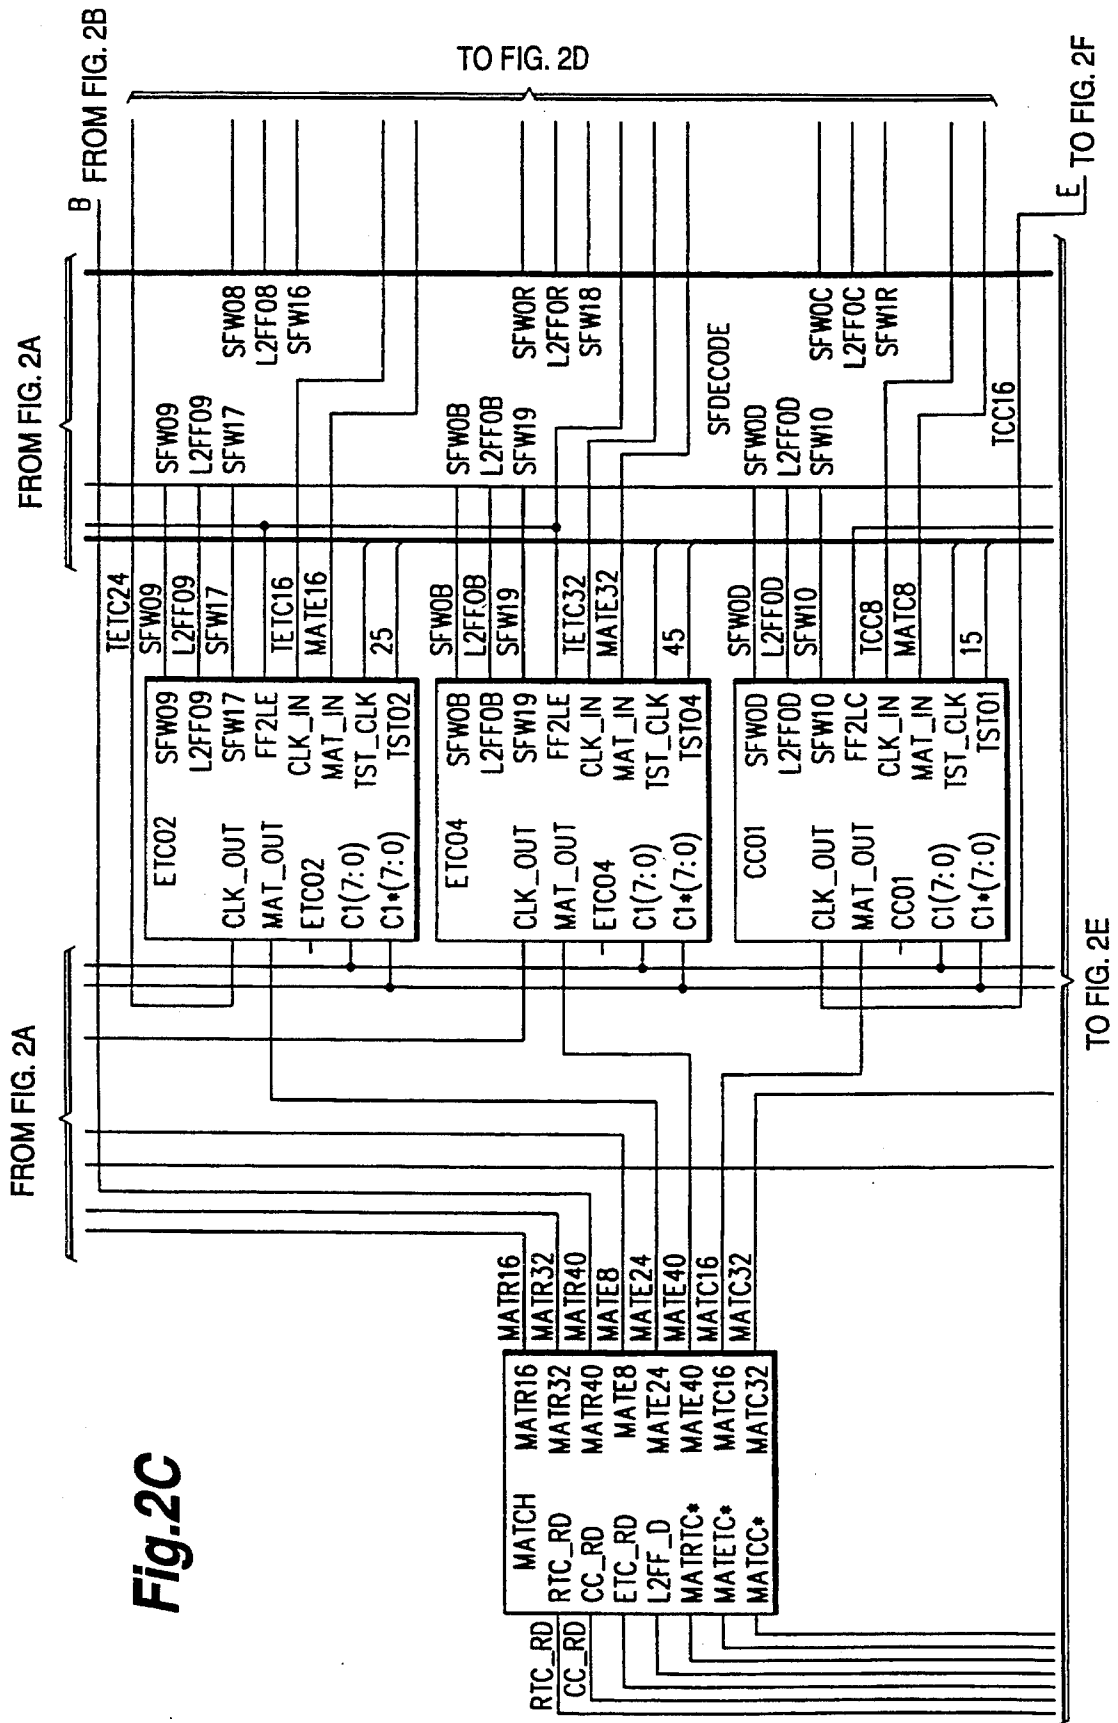 Fig.2C
FROM FIG. 2A
FROM FIG. 2A
B FROM FIG. 2B
TO FIG. 2D
TO FIG. 2E
E TO FIG. 2F
MATCH
RTC_RD
CC_RD
ETC_RD
L2FF_D
MATRTC*
MATETC*
MATCC*
MATR16
MATR32
MATR40
MATE8
MATE24
MATE40
MATC16
MATC32
RTC_RD
CC_RD
MATR16
MATR32
MATR40
MATE8
MATE24
MATE40
MATC16
MATC32
ETC02
CLK_OUT
MAT_OUT
ETC02
C1(7:0)
C1*(7:0)
SFW09
L2FF09
SFW17
FF2LE
CLK_IN
MAT_IN
TST_CLK
TST02
TETC24
SFW09
L2FF09
SFW17
TETC16
MATE16
25
SFW09
L2FF09
SFW17
SFW08
L2FF08
SFW16
ETC04
CLK_OUT
MAT_OUT
ETC04
C1(7:0)
C1*(7:0)
SFW0B
L2FF0B
SFW19
FF2LE
CLK_IN
MAT_IN
TST_CLK
TST04
SFW0B
L2FF0B
SFW19
TETC32
MATE32
45
SFW0B
L2FF0B
SFW19
SFW0R
L2FF0R
SFW18
SFDECODE
CC01
CLK_OUT
MAT_OUT
CC01
C1(7:0)
C1*(7:0)
SFW0D
L2FF0D
SFW10
FF2LC
CLK_IN
MAT_IN
TST_CLK
TST01
SFW0D
L2FF0D
SFW10
TCC8
MATC8
15
SFW0D
L2FF0D
SFW10
SFW0C
L2FF0C
SFW1R
TCC16